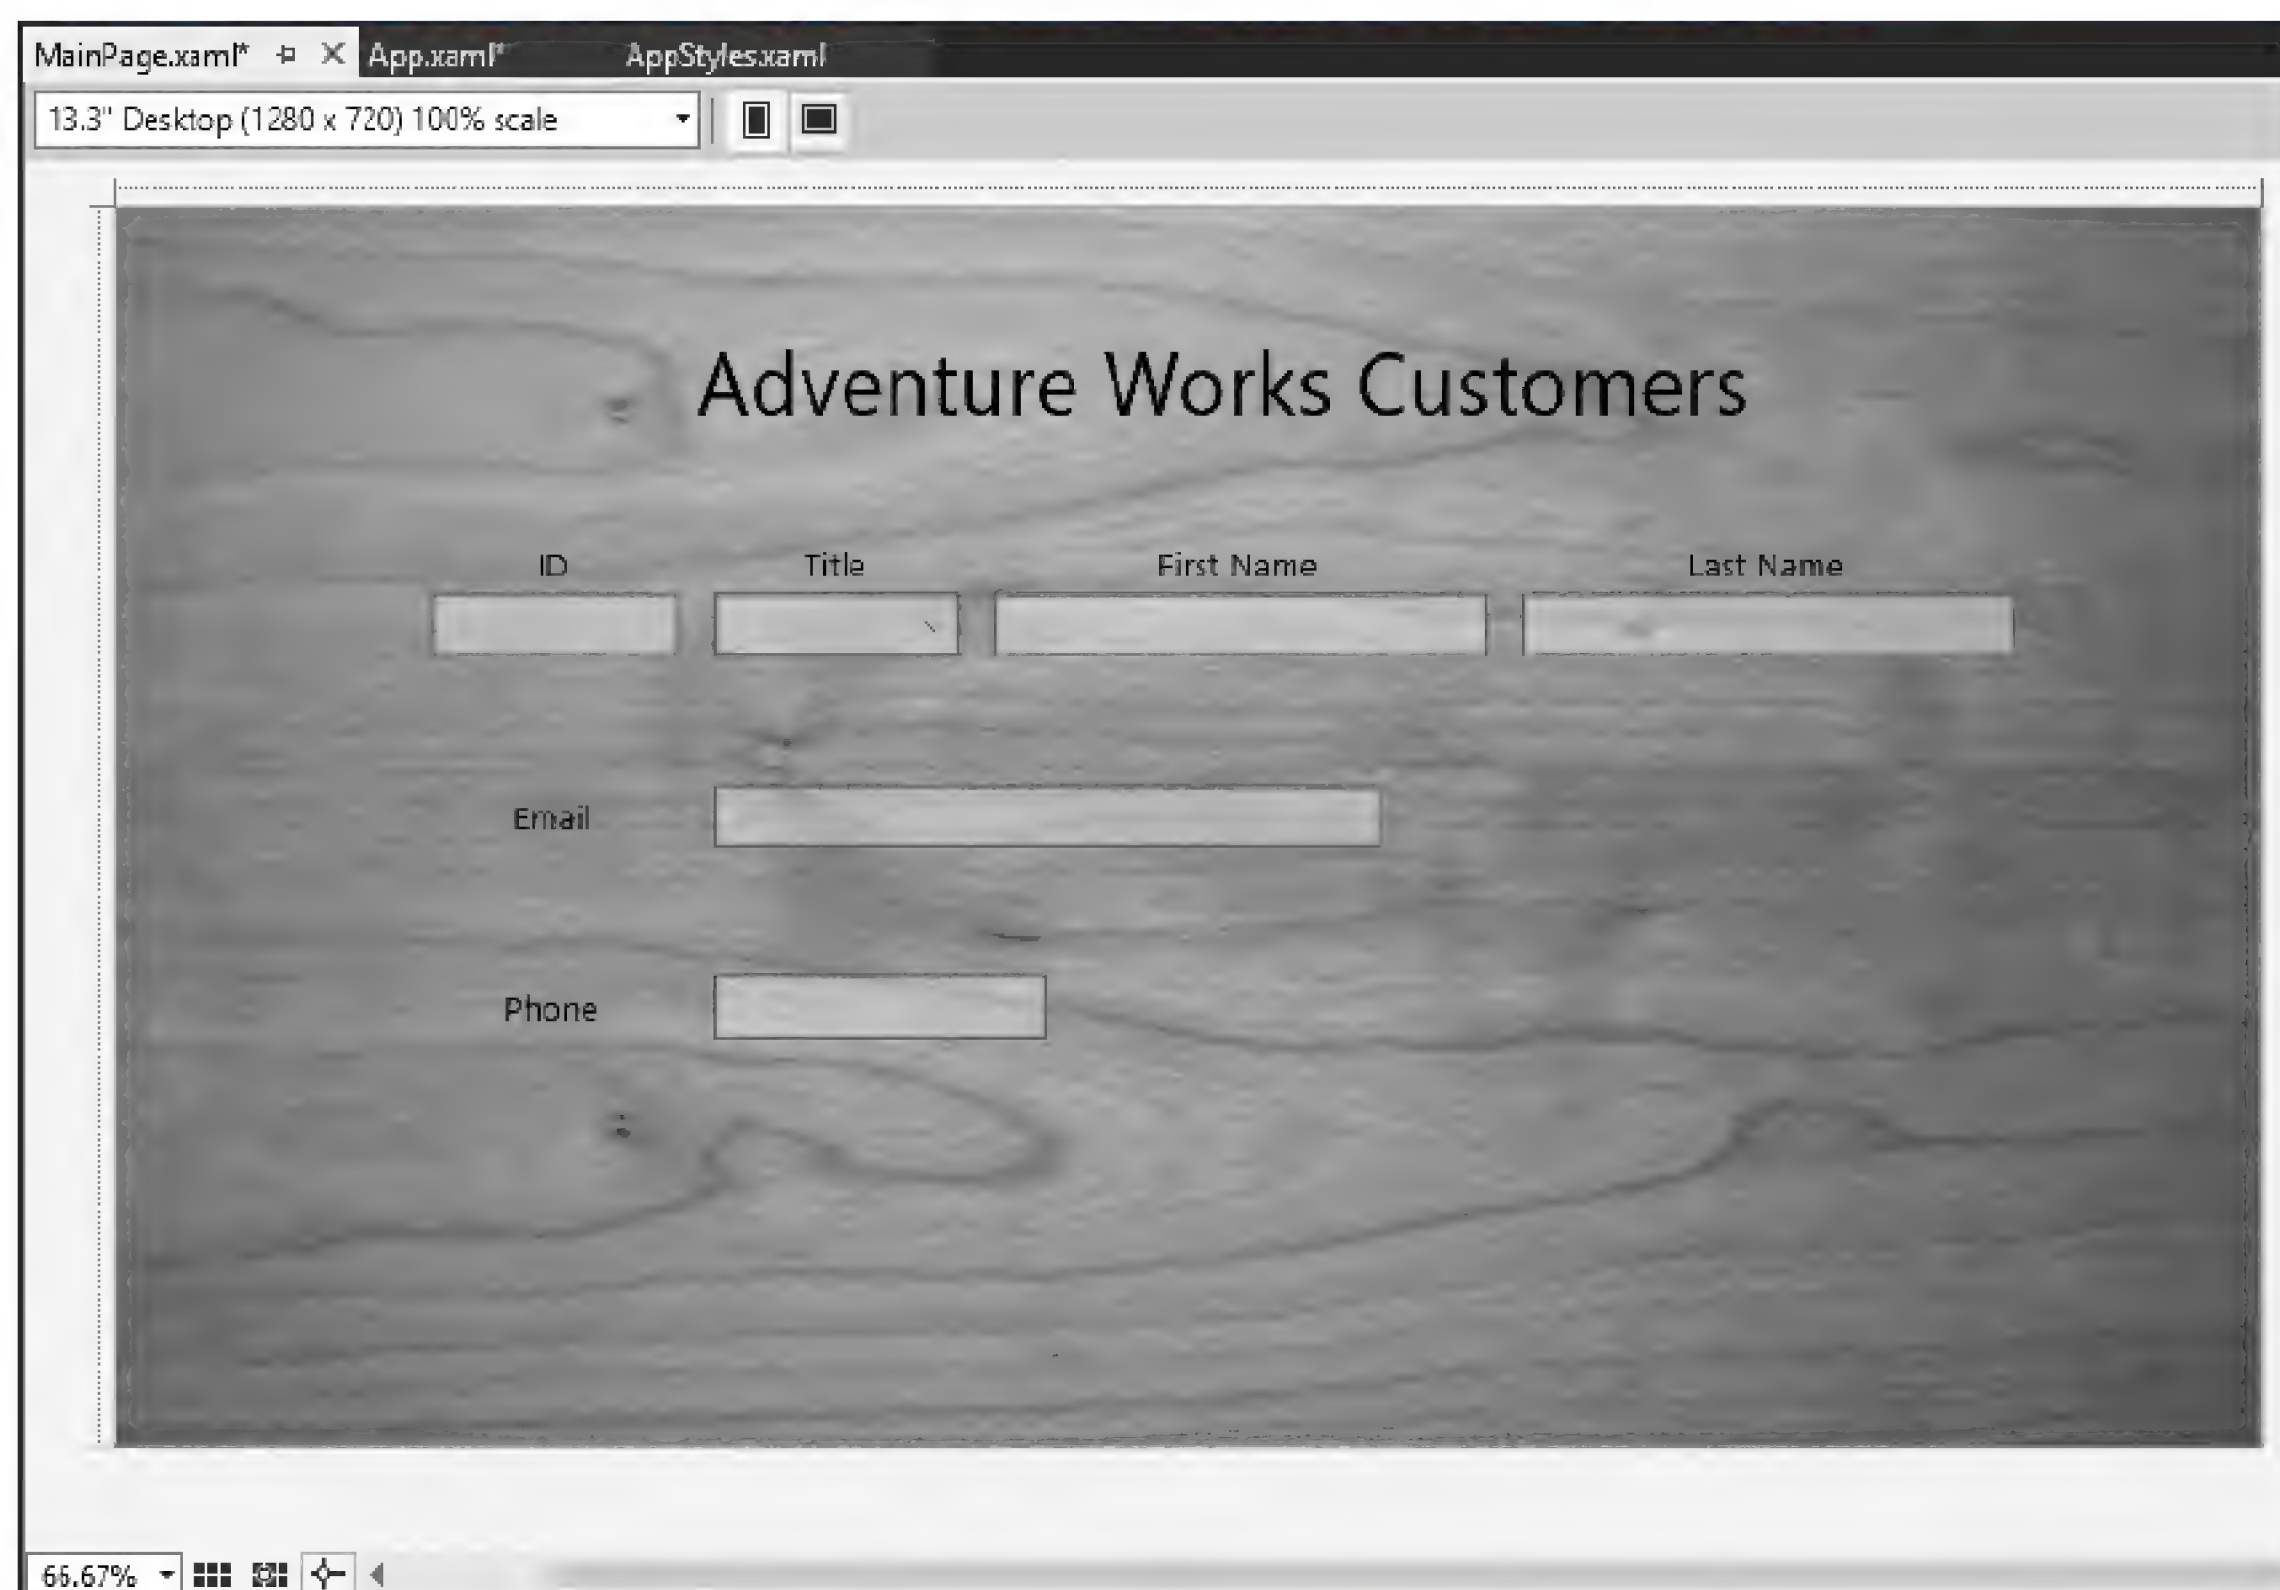 MainPage.xaml* App.xaml* AppStyles.xaml
13.3" Desktop (1280 x 720) 100% scale
Adventure Works Customers
ID Title First Name Last Name
Email
Phone
66.67%